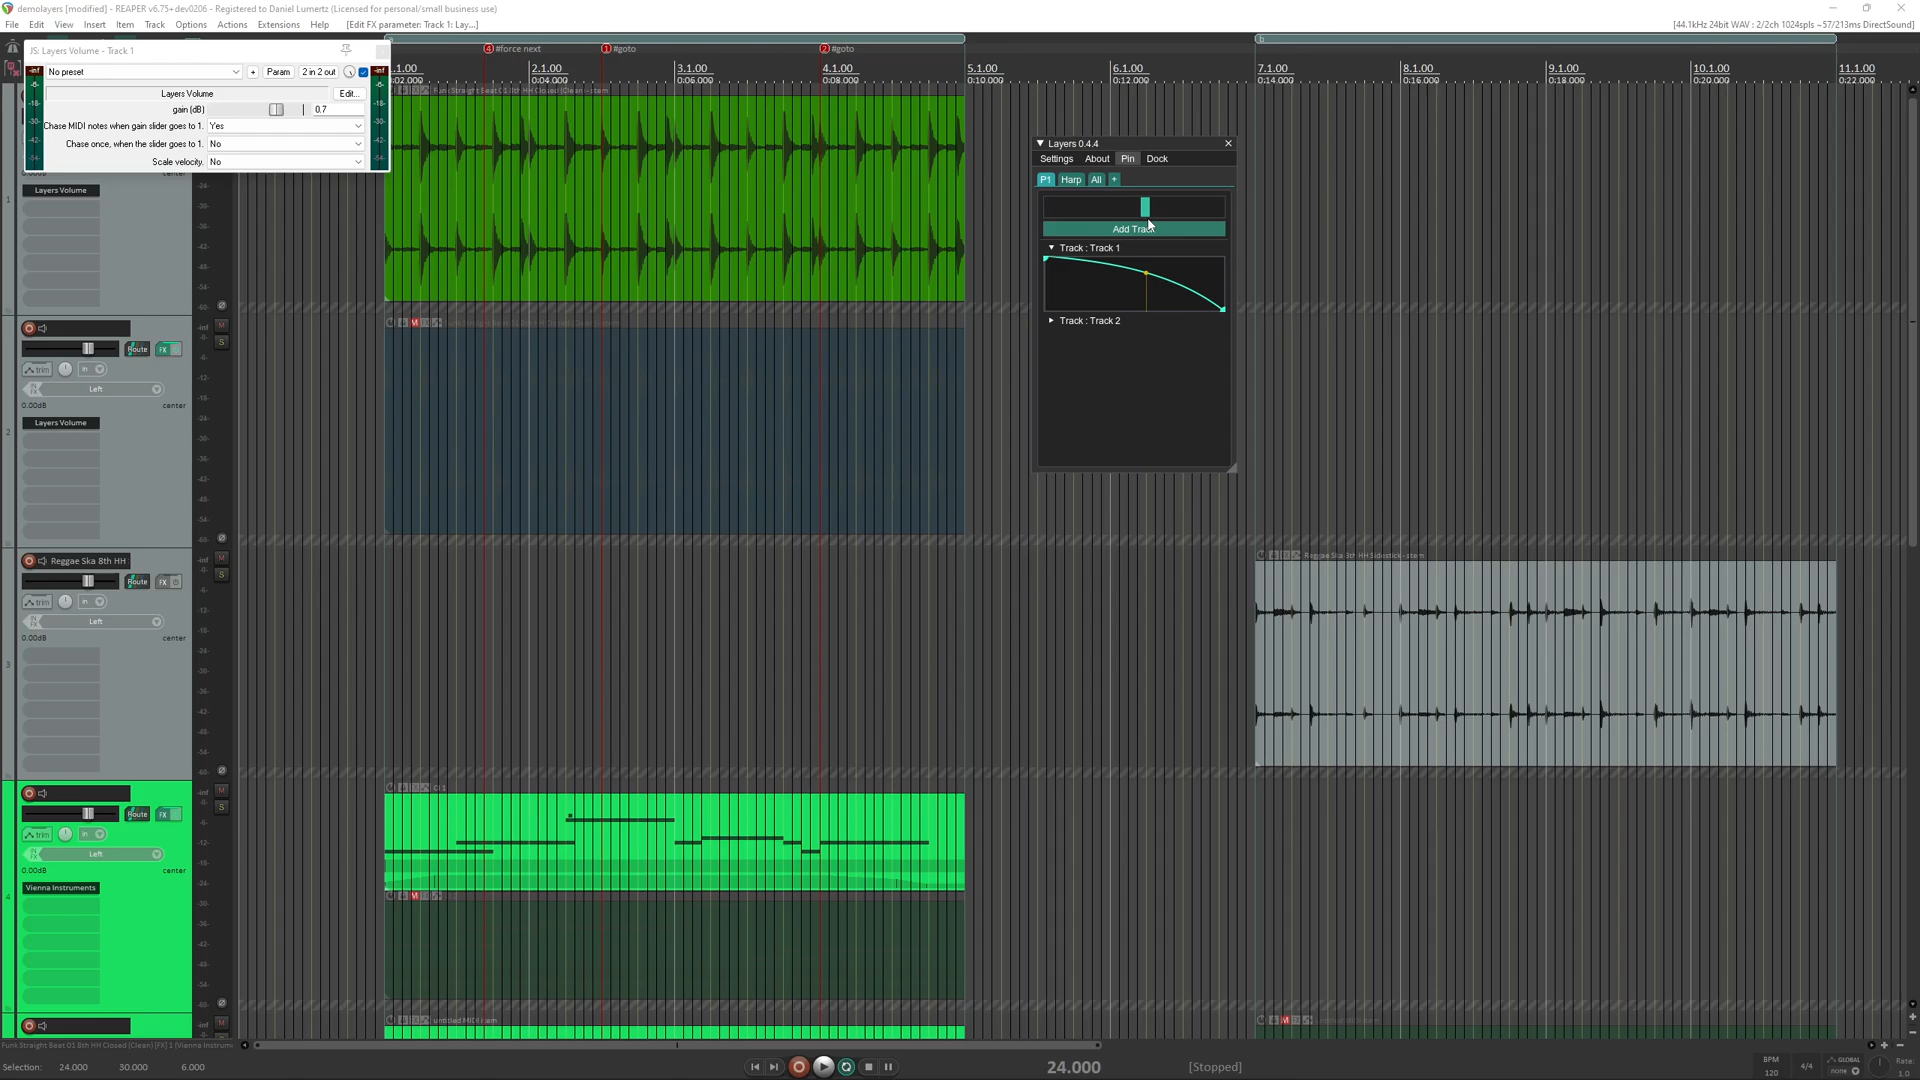 demolayers [modified] - REAPER v6.75+dev0206 - Registered to Daniel Lumertz (Licensed for personal/small business use)
File Edit View Insert Item Track Options Actions Extensions Help [Edit FX parameter: Track 1: Lay...]
[44.1kHz 24bit WAV : 2/2ch 1024spls ~57/213ms DirectSound]
JS: Layers Volume - Track 1
No preset + Param 2 in 2 out
Layers Volume Edit...
gain (dB) 0.7
Chase MIDI notes when gain slider goes to 1. Yes
Chase once, when the slider goes to 1. No
Scale velocity. No
4 #force next 1 #goto 2 #goto
.1.00 2.1.00 3.1.00 4.1.00 5.1.00 6.1.00 7.1.00 8.1.00 9.1.00 10.1.00 11.1.00
:02.000 0:04.000 0:06.000 0:08.000 0:10.000 0:12.000 0:14.000 0:16.000 0:18.000 0:20.000 0:22.000
Funk Straight Beat 01 8th HH Closed (Clean) - stem
Layers 0.4.4
Settings About Pin Dock
P1 Harp All +
Add Track
Track : Track 1
Track : Track 2
center
Layers Volume
1
Route FX
trim in
Left
0.00dB center
Layers Volume
2
M
S
Reggae Ska 8th HH
Route FX
trim in
Left
0.00dB center
3
Reggae Ska 8th HH Sidestick - stem
Route FX
trim in
Left
0.00dB center
Vienna Instruments
4
untitled MIDI item
Funk Straight Beat 01 8th HH Closed (Clean) [FX] 1 (Vienna Instrum
Selection: 24.000 30.000 6.000
24.000 [Stopped]
BPM
120
4/4
GLOBAL
none
Rate:
1.0